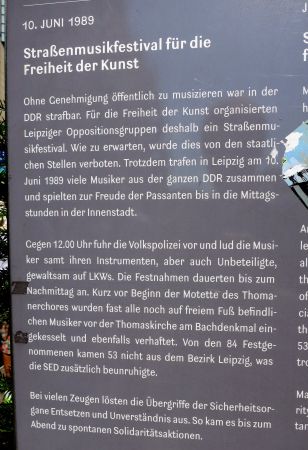 10. JUNI 1989
Straßenmusikfestival für die
Freiheit der Kunst
Ohne Genehmigung öffentlich zu musizieren war in der
DDR strafbar. Für die Freiheit der Kunst organisierten
Leipziger Oppositionsgruppen deshalb ein Straßenmu-
sikfestival. Wie zu erwarten, wurde dies von den staatli-
chen Stellen verboten. Trotzdem trafen in Leipzig am 10.
Juni 1989 viele Musiker aus der ganzen DDR zusammen
und spielten zur Freude der Passanten bis in die Mittags-
stunden in der Innenstadt.
Gegen 12.00 Uhr fuhr die Volkspolizei vor und lud die Musi-
ker samt ihren Instrumenten, aber auch Unbeteiligte,
gewaltsam auf LKWs. Die Festnahmen dauerten bis zum
Nachmittag an. Kurz vor Beginn der Motette des Thoma-
nerchores wurden fast alle noch auf freiem Fuß befindli-
chen Musiker vor der Thomaskirche am Bachdenkmal ein-
gekesselt und ebenfalls verhaftet. Von den 84 Festge-
nommenen kamen 53 nicht aus dem Bezirk Leipzig, was
die SED zusätzlich beunruhigte.
Bei vielen Zeugen lösten die Übergriffe der Sicherheitsor-
gane Entsetzen und Unverständnis aus. So kam es bis zum
Abend zu spontanen Solidaritätsaktionen.